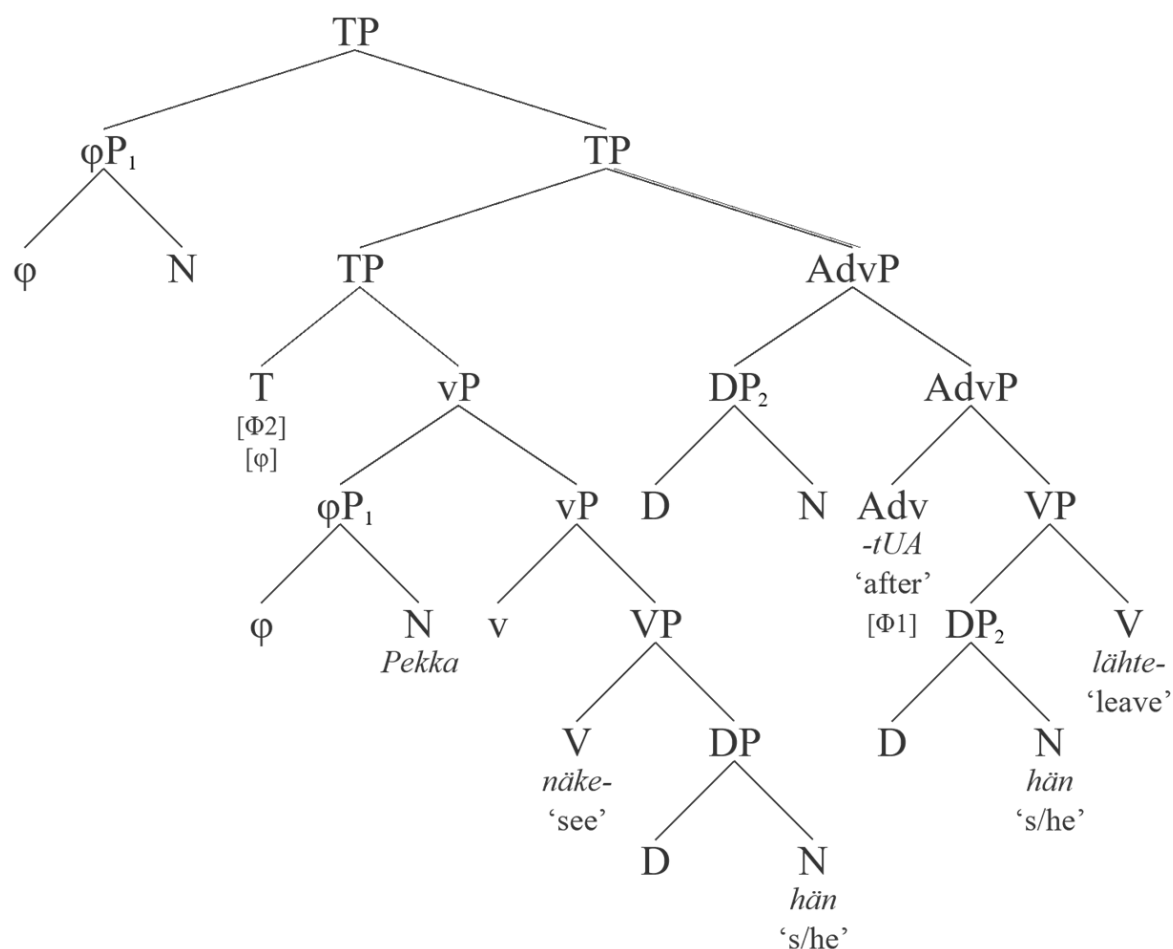 TP
φP₁ TP
φ N TP AdvP
T vP DP₂ AdvP
[Φ2]
[φ]
φP₁ vP D N Adv VP
-tUA
‘after’
[Φ1]
φ N v VP DP₂ V
Pekka lähte-
‘leave’
V DP D N
näke- hän
‘see’ ‘s/he’
D N
hän
‘s/he’